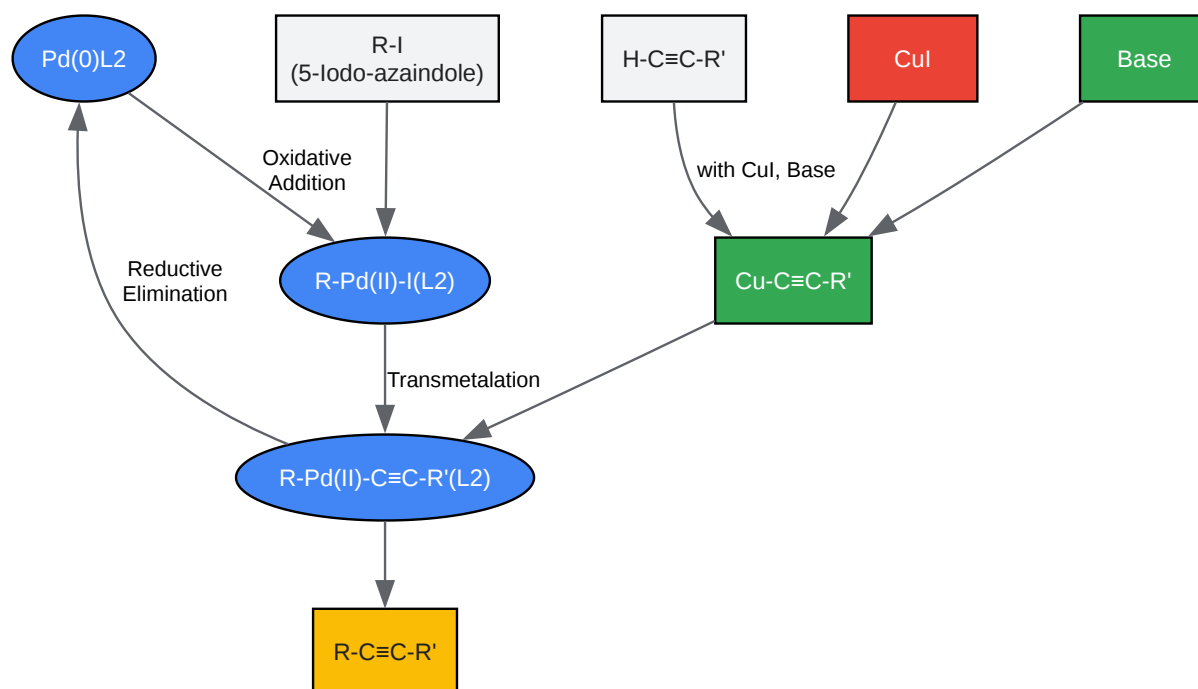 Pd(0)L2
R-I
(5-Iodo-azaindole)
H-C≡C-R'
CuI
Base
Oxidative
Addition
with CuI, Base
Reductive
Elimination
R-Pd(II)-I(L2)
Cu-C≡C-R'
Transmetalation
R-Pd(II)-C≡C-R'(L2)
R-C≡C-R'